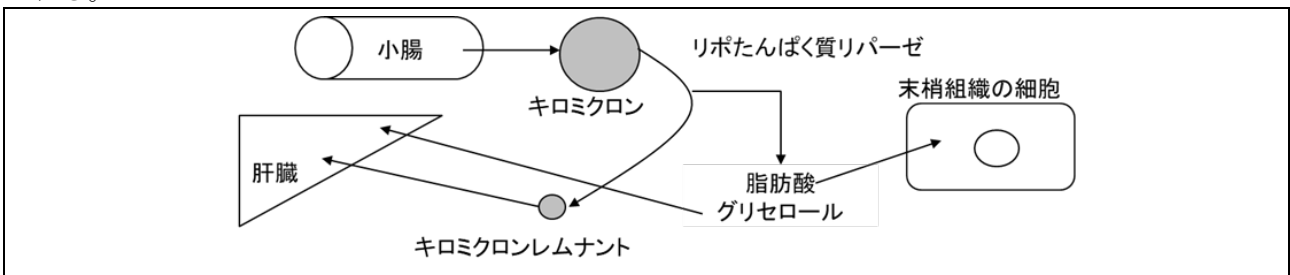 小腸
リポたんぱく質リパーゼ
末梢組織の細胞
キロミクロン
肝臓
脂肪酸
グリセロール
キロミクロンレムナント